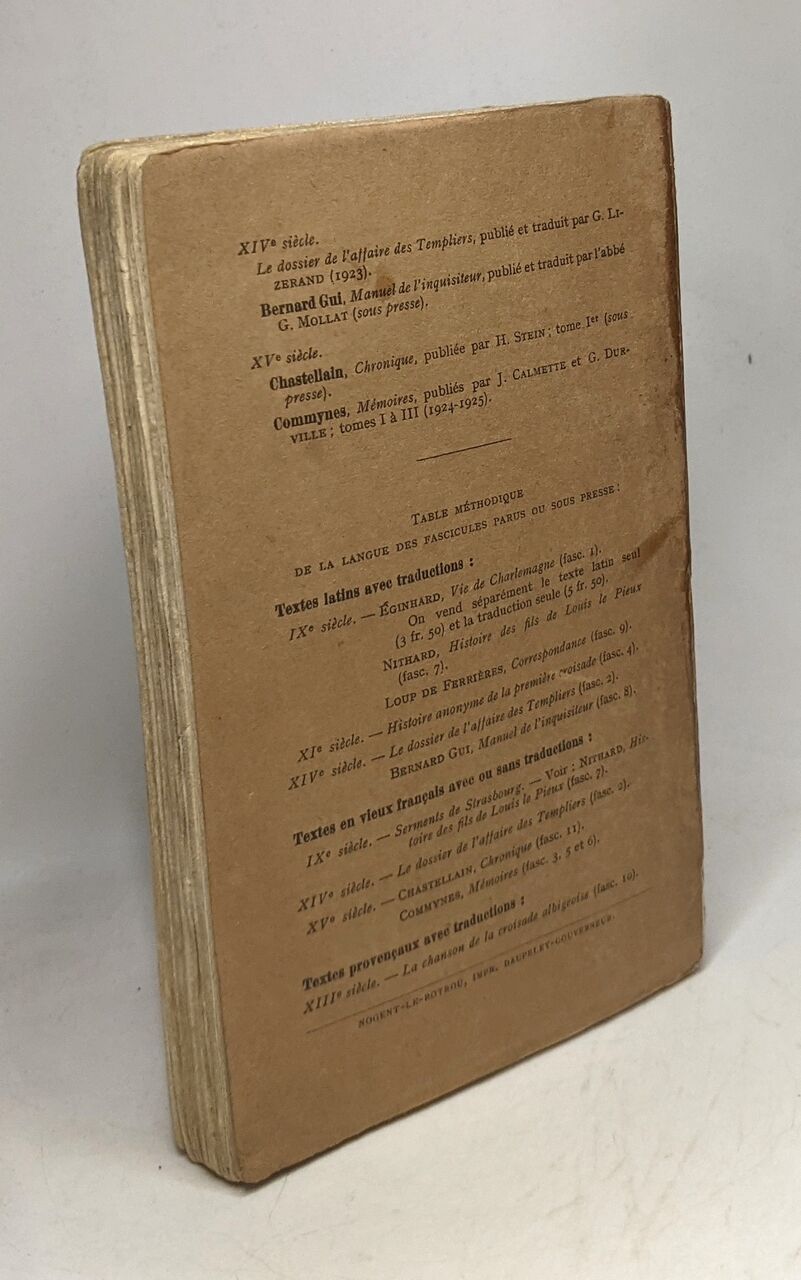 XIVe siècle.
Le dossier de l'affaire des Templiers, publié et traduit par G. LI-
ZERAND (1923).
Bernard Gui, Manuel de l'inquisiteur, publié et traduit par l'abbé
G. MOLLAT (sous presse).
XVe siècle.
Chastellain, Chronique, publiée par H. STEIN; tome Ier (sous
presse).
Commynes, Mémoires, publiés par J. CALMETTE et G. DUR-
VILLE; tomes I à III (1924-1925).
TABLE MÉTHODIQUE
DE LA LANGUE DES FASCICULES PARUS OU SOUS PRESSE:
Textes latins avec traductions :
IXe siècle. — ÉGINHARD, Vie de Charlemagne (fasc. 1).
On vend séparément le texte latin seul
(3 fr. 50) et la traduction seule (5 fr. 50).
NITHARD, Histoire des fils de Louis le Pieux
(fasc. 7).
LOUP DE FERRIÈRES, Correspondance (fasc. 9).
XIe siècle. — Histoire anonyme de la première croisade (fasc. 4).
XIVe siècle. — Le dossier de l'affaire des Templiers (fasc. 2).
BERNARD GUI, Manuel de l'inquisiteur (fasc. 8).
Textes en vieux français avec ou sans traductions :
IXe siècle. — Serments de Strasbourg. — Voir : NITHARD, His-
toire des fils de Louis le Pieux (fasc. 7).
XIVe siècle. — Le dossier de l'affaire des Templiers (fasc. 2).
XVe siècle. — CHASTELLAIN, Chronique (fasc. 11).
COMMYNES, Mémoires (fasc. 3, 5 et 6).
Textes provençaux avec traductions :
XIIIe siècle. — La chanson de la croisade albigeoise (fasc. 10).
NOGENT-LE-ROTROU, IMPR. DAUPELEY-GOUVERNEUR.